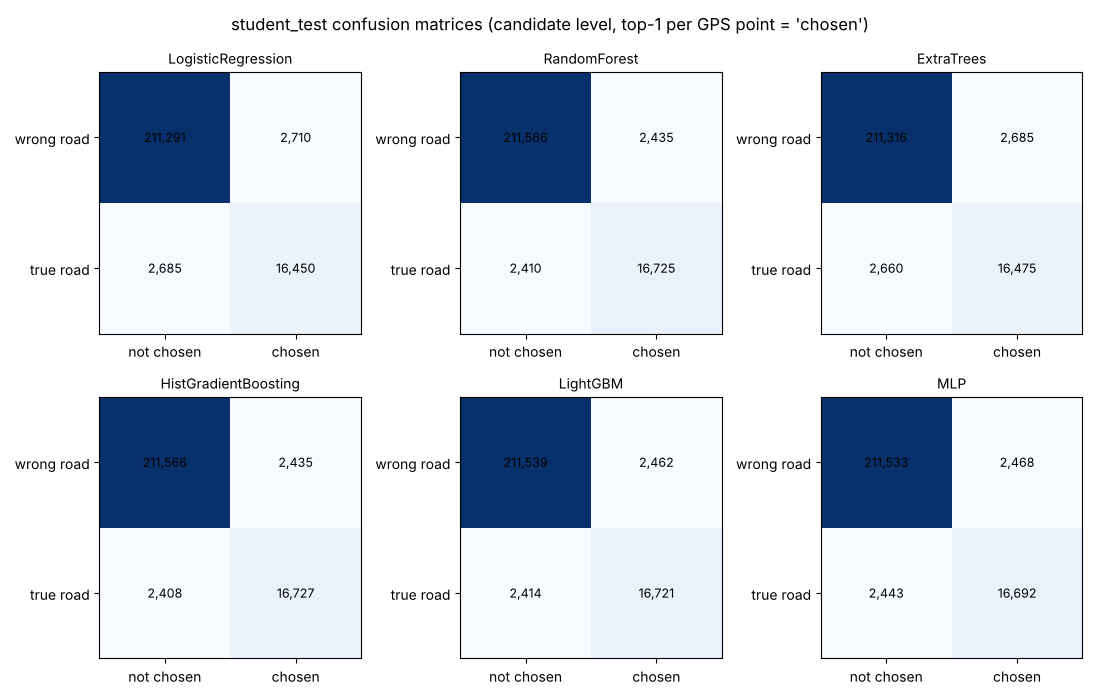 student_test confusion matrices (candidate level, top-1 per GPS point = 'chosen')
LogisticRegression
wrong road
211,291
2,710
true road
2,685
16,450
not chosen
chosen
RandomForest
wrong road
211,566
2,435
true road
2,410
16,725
not chosen
chosen
ExtraTrees
wrong road
211,316
2,685
true road
2,660
16,475
not chosen
chosen
HistGradientBoosting
wrong road
211,566
2,435
true road
2,408
16,727
not chosen
chosen
LightGBM
wrong road
211,539
2,462
true road
2,414
16,721
not chosen
chosen
MLP
wrong road
211,533
2,468
true road
2,443
16,692
not chosen
chosen